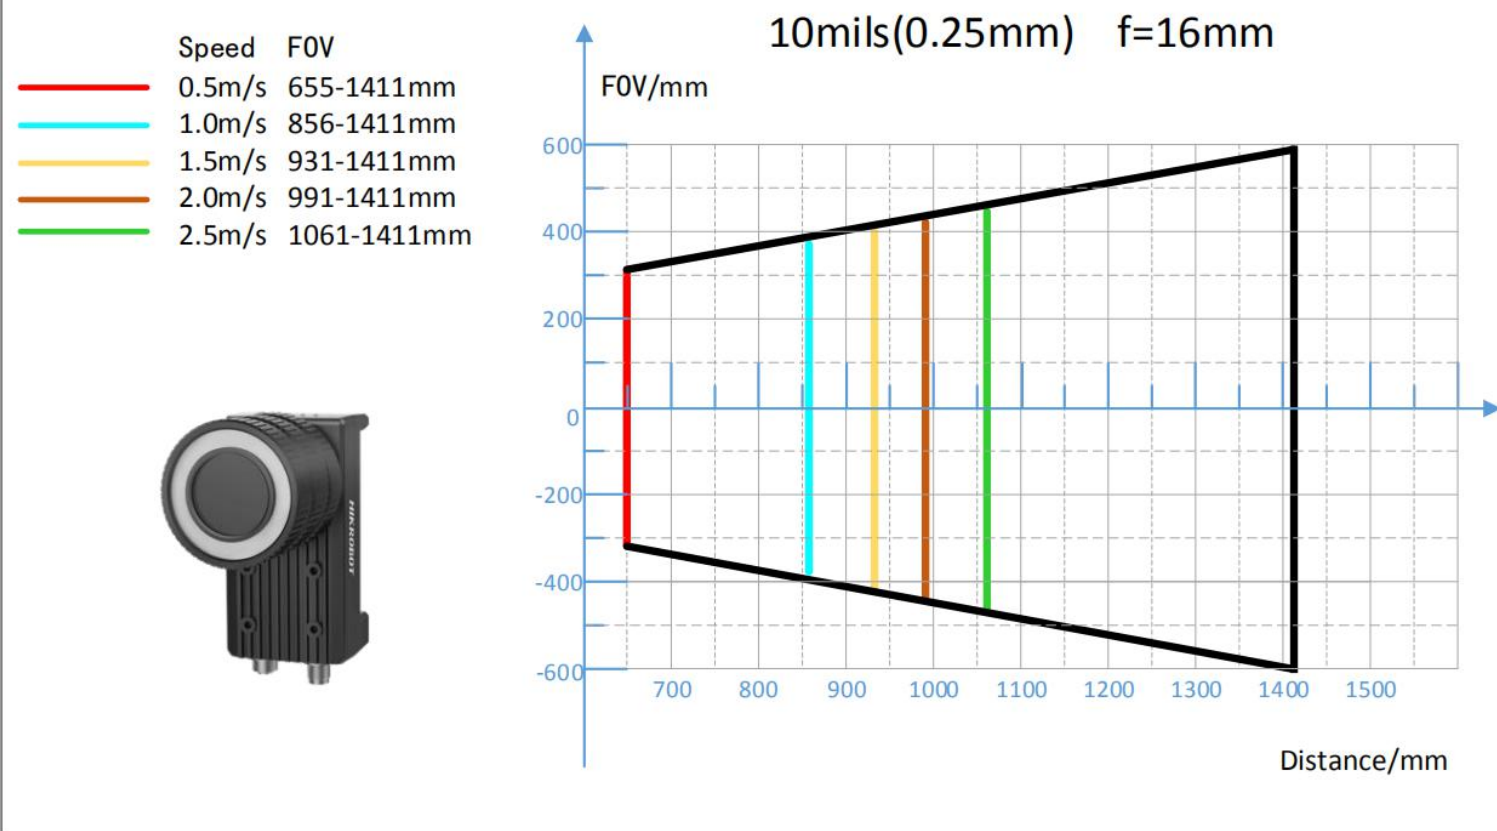 10mils(0.25mm) f=16mm
Speed FOV
0.5m/s 655-1411mm
1.0m/s 856-1411mm
1.5m/s 931-1411mm
2.0m/s 991-1411mm
2.5m/s 1061-1411mm
FOV/mm
600
400
200
0
-200
-400
-600
700 800 900 1000 1100 1200 1300 1400 1500
Distance/mm
HIKROBOT